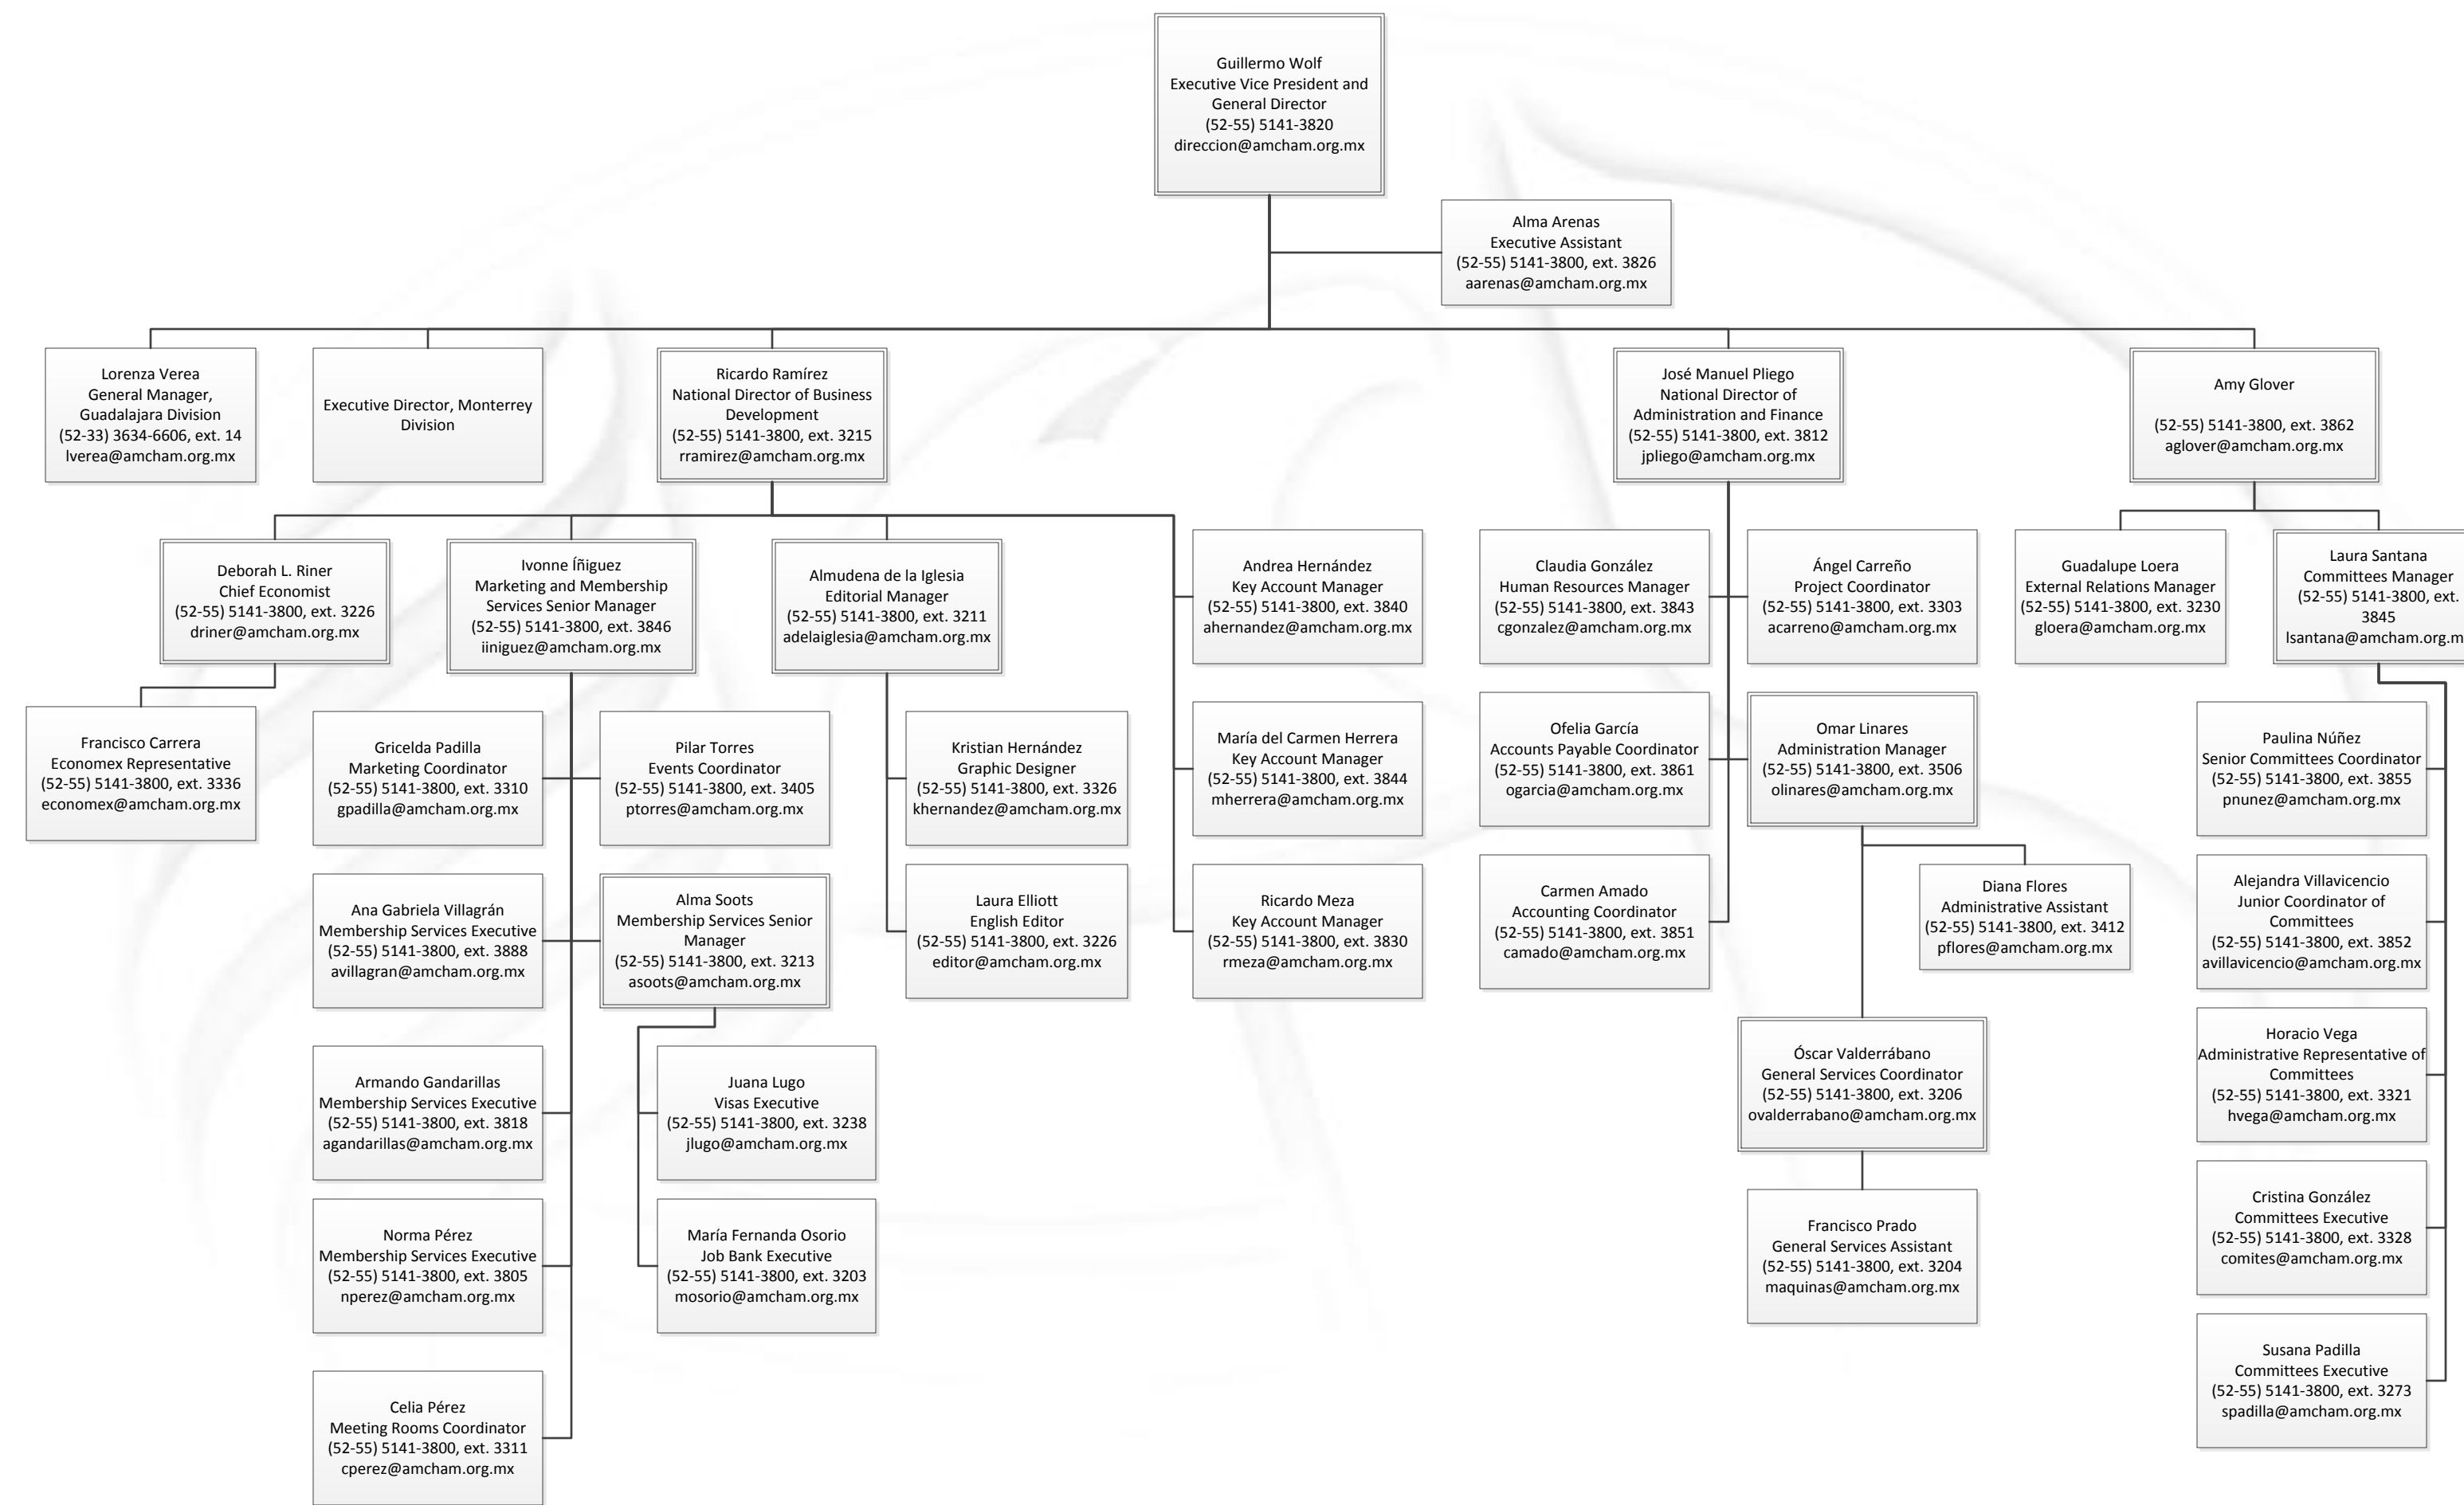 Guillermo Wolf
Executive Vice President and
General Director
(52-55) 5141-3820
direccion@amcham.org.mx
Alma Arenas
Executive Assistant
(52-55) 5141-3800, ext. 3826
aarenas@amcham.org.mx
Lorenza Verea
General Manager,
Guadalajara Division
(52-33) 3634-6606, ext. 14
lverea@amcham.org.mx
Executive Director, Monterrey
Division
Ricardo Ramírez
National Director of Business
Development
(52-55) 5141-3800, ext. 3215
rramirez@amcham.org.mx
José Manuel Pliego
National Director of
Administration and Finance
(52-55) 5141-3800, ext. 3812
jpliego@amcham.org.mx
Amy Glover
(52-55) 5141-3800, ext. 3862
aglover@amcham.org.mx
Deborah L. Riner
Chief Economist
(52-55) 5141-3800, ext. 3226
driner@amcham.org.mx
Ivonne Íñiguez
Marketing and Membership
Services Senior Manager
(52-55) 5141-3800, ext. 3846
iiniguez@amcham.org.mx
Almudena de la Iglesia
Editorial Manager
(52-55) 5141-3800, ext. 3211
adelaiglesia@amcham.org.mx
Andrea Hernández
Key Account Manager
(52-55) 5141-3800, ext. 3840
ahernandez@amcham.org.mx
Claudia González
Human Resources Manager
(52-55) 5141-3800, ext. 3843
cgonzalez@amcham.org.mx
Ángel Carreño
Project Coordinator
(52-55) 5141-3800, ext. 3303
acarreno@amcham.org.mx
Guadalupe Loera
External Relations Manager
(52-55) 5141-3800, ext. 3230
gloera@amcham.org.mx
Laura Santana
Committees Manager
(52-55) 5141-3800, ext.
3845
lsantana@amcham.org.m
Francisco Carrera
Economex Representative
(52-55) 5141-3800, ext. 3336
economex@amcham.org.mx
Gricelda Padilla
Marketing Coordinator
(52-55) 5141-3800, ext. 3310
gpadilla@amcham.org.mx
Pilar Torres
Events Coordinator
(52-55) 5141-3800, ext. 3405
ptorres@amcham.org.mx
Kristian Hernández
Graphic Designer
(52-55) 5141-3800, ext. 3326
khernandez@amcham.org.mx
María del Carmen Herrera
Key Account Manager
(52-55) 5141-3800, ext. 3844
mherrera@amcham.org.mx
Ofelia García
Accounts Payable Coordinator
(52-55) 5141-3800, ext. 3861
ogarcia@amcham.org.mx
Omar Linares
Administration Manager
(52-55) 5141-3800, ext. 3506
olinares@amcham.org.mx
Paulina Núñez
Senior Committees Coordinator
(52-55) 5141-3800, ext. 3855
pnunez@amcham.org.mx
Ana Gabriela Villagrán
Membership Services Executive
(52-55) 5141-3800, ext. 3888
avillagran@amcham.org.mx
Alma Soots
Membership Services Senior
Manager
(52-55) 5141-3800, ext. 3213
asoots@amcham.org.mx
Laura Elliott
English Editor
(52-55) 5141-3800, ext. 3226
editor@amcham.org.mx
Ricardo Meza
Key Account Manager
(52-55) 5141-3800, ext. 3830
rmeza@amcham.org.mx
Carmen Amado
Accounting Coordinator
(52-55) 5141-3800, ext. 3851
camado@amcham.org.mx
Diana Flores
Administrative Assistant
(52-55) 5141-3800, ext. 3412
pflores@amcham.org.mx
Alejandra Villavicencio
Junior Coordinator of
Committees
(52-55) 5141-3800, ext. 3852
avillavicencio@amcham.org.mx
Armando Gandarillas
Membership Services Executive
(52-55) 5141-3800, ext. 3818
agandarillas@amcham.org.mx
Juana Lugo
Visas Executive
(52-55) 5141-3800, ext. 3238
jlugo@amcham.org.mx
Óscar Valderrábano
General Services Coordinator
(52-55) 5141-3800, ext. 3206
ovalderrabano@amcham.org.mx
Horacio Vega
Administrative Representative of
Committees
(52-55) 5141-3800, ext. 3321
hvega@amcham.org.mx
Norma Pérez
Membership Services Executive
(52-55) 5141-3800, ext. 3805
nperez@amcham.org.mx
María Fernanda Osorio
Job Bank Executive
(52-55) 5141-3800, ext. 3203
mosorio@amcham.org.mx
Francisco Prado
General Services Assistant
(52-55) 5141-3800, ext. 3204
maquinas@amcham.org.mx
Cristina González
Committees Executive
(52-55) 5141-3800, ext. 3328
comites@amcham.org.mx
Celia Pérez
Meeting Rooms Coordinator
(52-55) 5141-3800, ext. 3311
cperez@amcham.org.mx
Susana Padilla
Committees Executive
(52-55) 5141-3800, ext. 3273
spadilla@amcham.org.mx